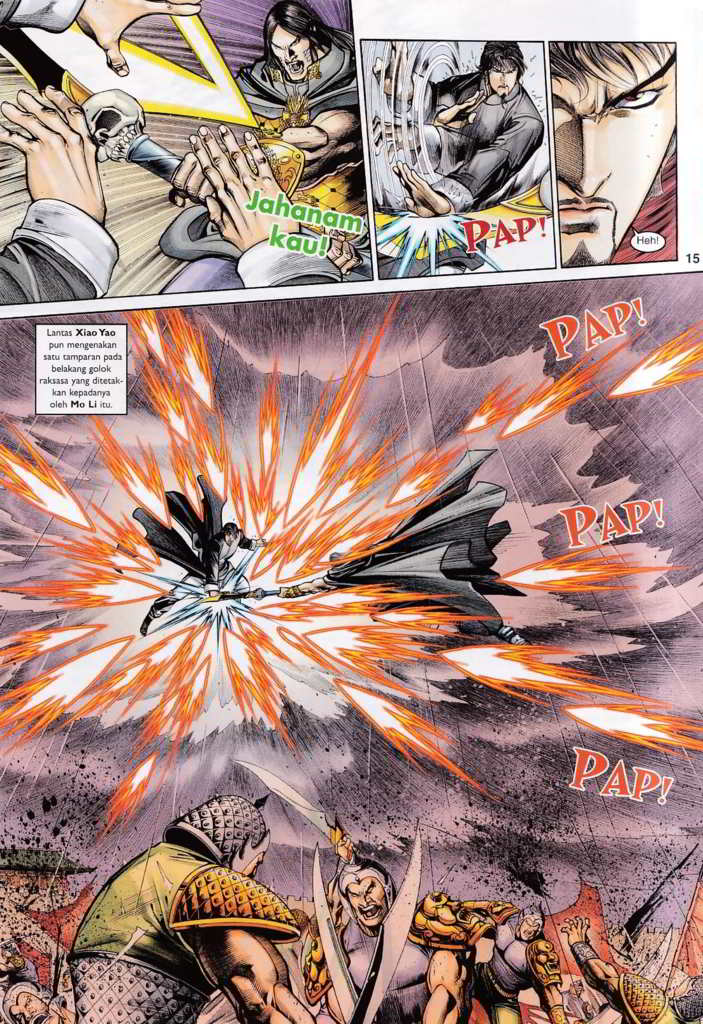 Jahanam
kau!
PAP!
Heh!
15
Lantas Xiao Yao
pun mengenakan
satu tamparan pada
belakang golok
raksasa yang ditetak-
kan kepadanya
oleh Mo Li itu.
PAP!
PAP!
PAP!